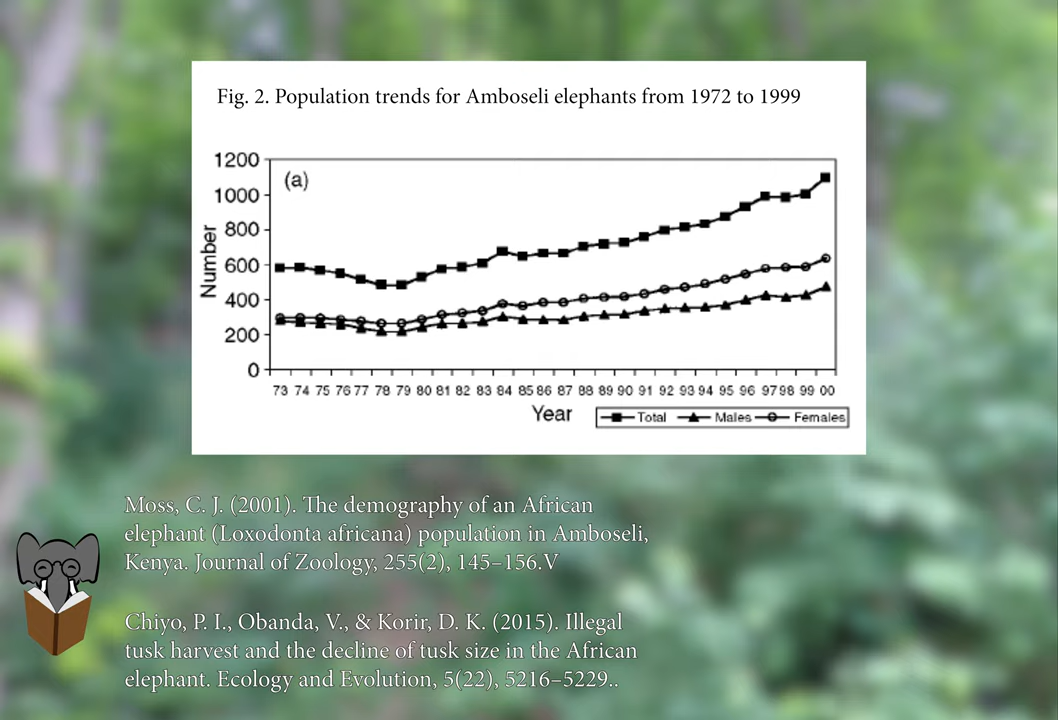 Fig. 2. Population trends for Amboseli elephants from 1972 to 1999
(a)
1200
1000
800
600
400
200
0
Number
73 74 75 76 77 78 79 80 81 82 83 84 85 86 87 88 89 90 91 92 93 94 95 96 97 98 99 00
Year
Total Males Females
Moss, C. J. (2001). The demography of an African
elephant (Loxodonta africana) population in Amboseli,
Kenya. Journal of Zoology, 255(2), 145–156.V
Chiyo, P. I., Obanda, V., & Korir, D. K. (2015). Illegal
tusk harvest and the decline of tusk size in the African
elephant. Ecology and Evolution, 5(22), 5216–5229..